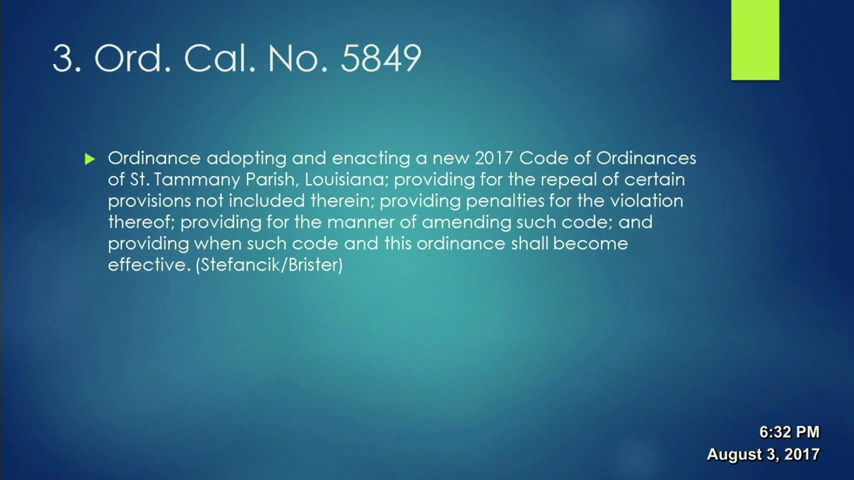 3. Ord. Cal. No. 5849
Ordinance adopting and enacting a new 2017 Code of Ordinances
of St. Tammany Parish, Louisiana; providing for the repeal of certain
provisions not included therein; providing penalties for the violation
thereof; providing for the manner of amending such code; and
providing when such code and this ordinance shall become
effective. (Stefancik/Brister)
6:32 PM
August 3, 2017